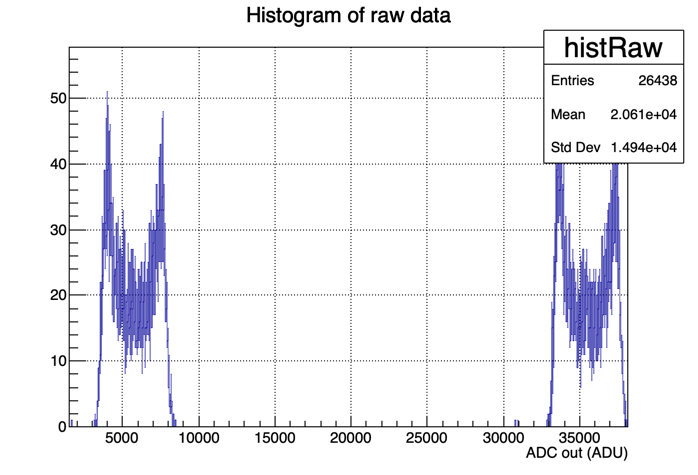 Histogram of raw data
histRaw
Entries 26438
Mean 2.061e+04
Std Dev 1.494e+04
50
40
30
20
10
0
5000 10000 15000 20000 25000 30000 35000
ADC out (ADU)